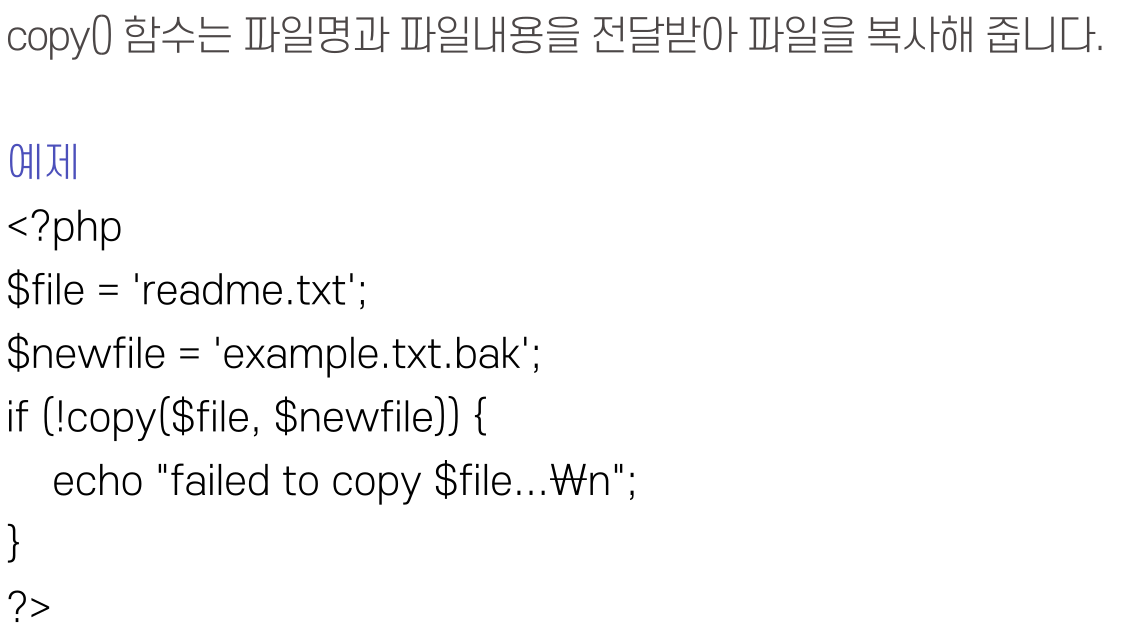 copy() 함수는 파일명과 파일내용을 전달받아 파일을 복사해 줍니다.
예제
<?php
$file = 'readme.txt';
$newfile = 'example.txt.bak';
if (!copy($file, $newfile)) {
    echo "failed to copy $file...₩n";
}
?>